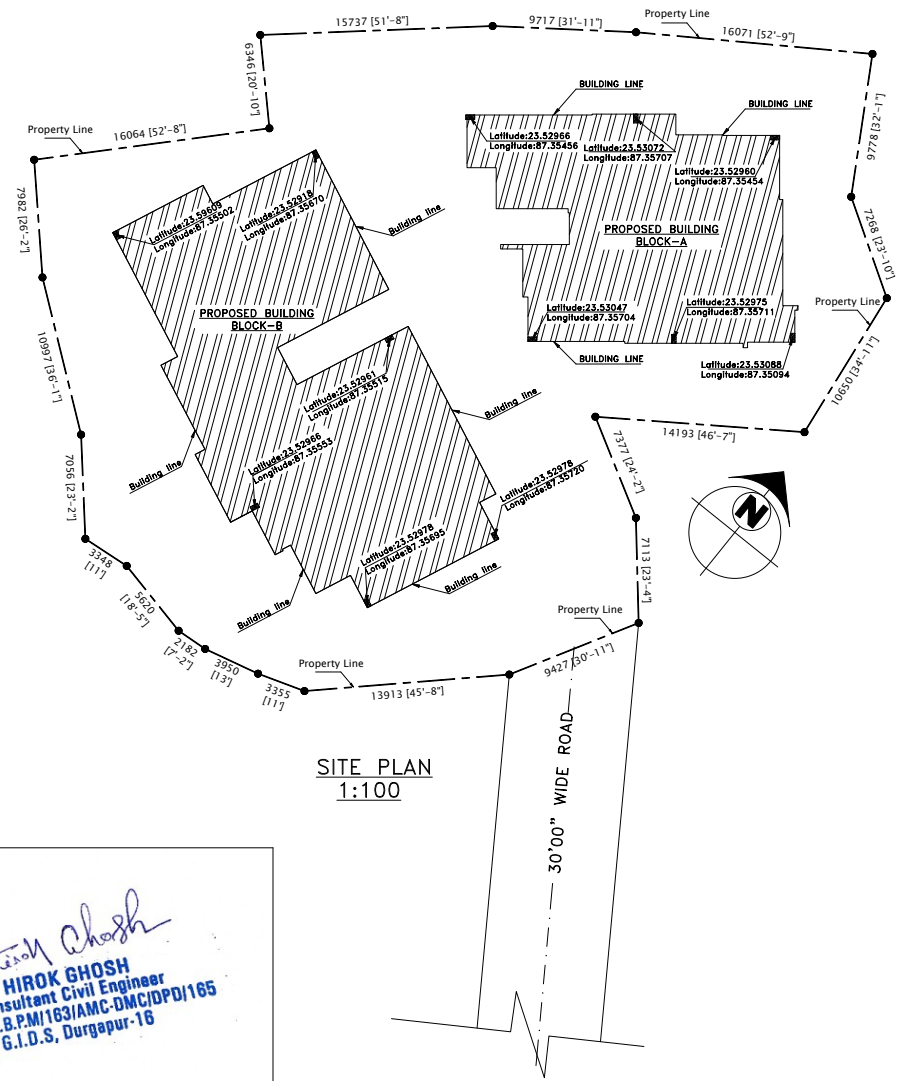 15737 [51'-8"]
9717 [31'-11"]
Property Line
16071 [52'-9"]
6346 [20'-10"]
Property Line
16064 [52'-8"]
9778 [32'-1"]
BUILDING LINE
BUILDING LINE
Latitude:23.52966
Longitude:87.35456
Latitude:23.53072
Longitude:87.35707
Latitude:23.52960
Longitude:87.35454
7982 [26'-2"]
Latitude:23.59609
Longitude:87.35502
Latitude:23.52918
Longitude:87.35670
Building line
PROPOSED BUILDING
BLOCK-A
7268 [23'-10"]
PROPOSED BUILDING
BLOCK-B
Latitude:23.53047
Longitude:87.35704
Latitude:23.52975
Longitude:87.35711
Property Line
BUILDING LINE
Latitude:23.53088
Longitude:87.35094
10997 [36'-1"]
10650 [34'-11"]
Latitude:23.52961
Longitude:87.35515
Building line
14193 [46'-7"]
7377 [24'-2"]
Latitude:23.52966
Longitude:87.35553
Building line
Latitude:23.52978
Longitude:87.35720
7056 [23'-2"]
N
3348
[11']
Latitude:23.52978
Longitude:87.35695
7113 [23'-4"]
Building line
Building line
5620
[18'-5"]
Property Line
2182
[7'-2"]
3950
[13']
3355
[11']
Property Line
13913 [45'-8"]
9427 [30'-11"]
SITE PLAN
1:100
30'00" WIDE ROAD
Ghosh
HIROK GHOSH
nsultant Civil Engineer
.B.P.M/163/AMC-DMC/DPD/165
G.I.D.S, Durgapur-16